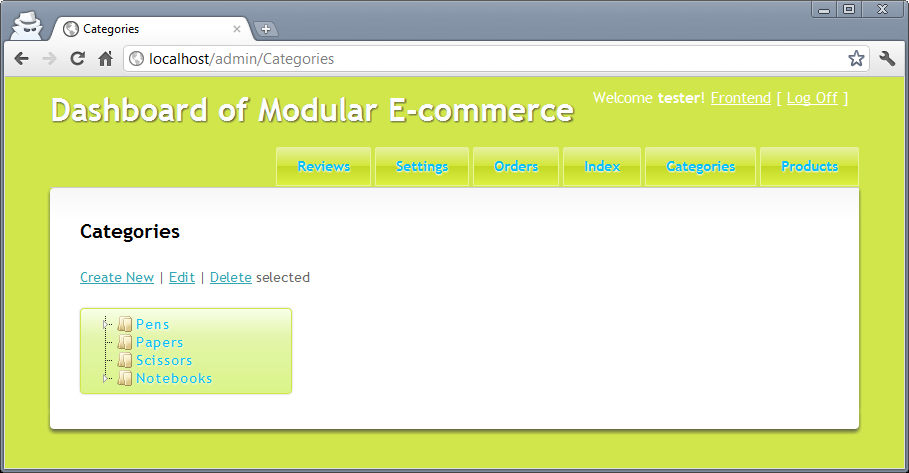 Categories
localhost/admin/Categories
Dashboard of Modular E-commerce
Welcome tester! Frontend [ Log Off ]
Reviews Settings Orders Index Categories Products
Categories
Create New | Edit | Delete selected
Pens
Papers
Scissors
Notebooks